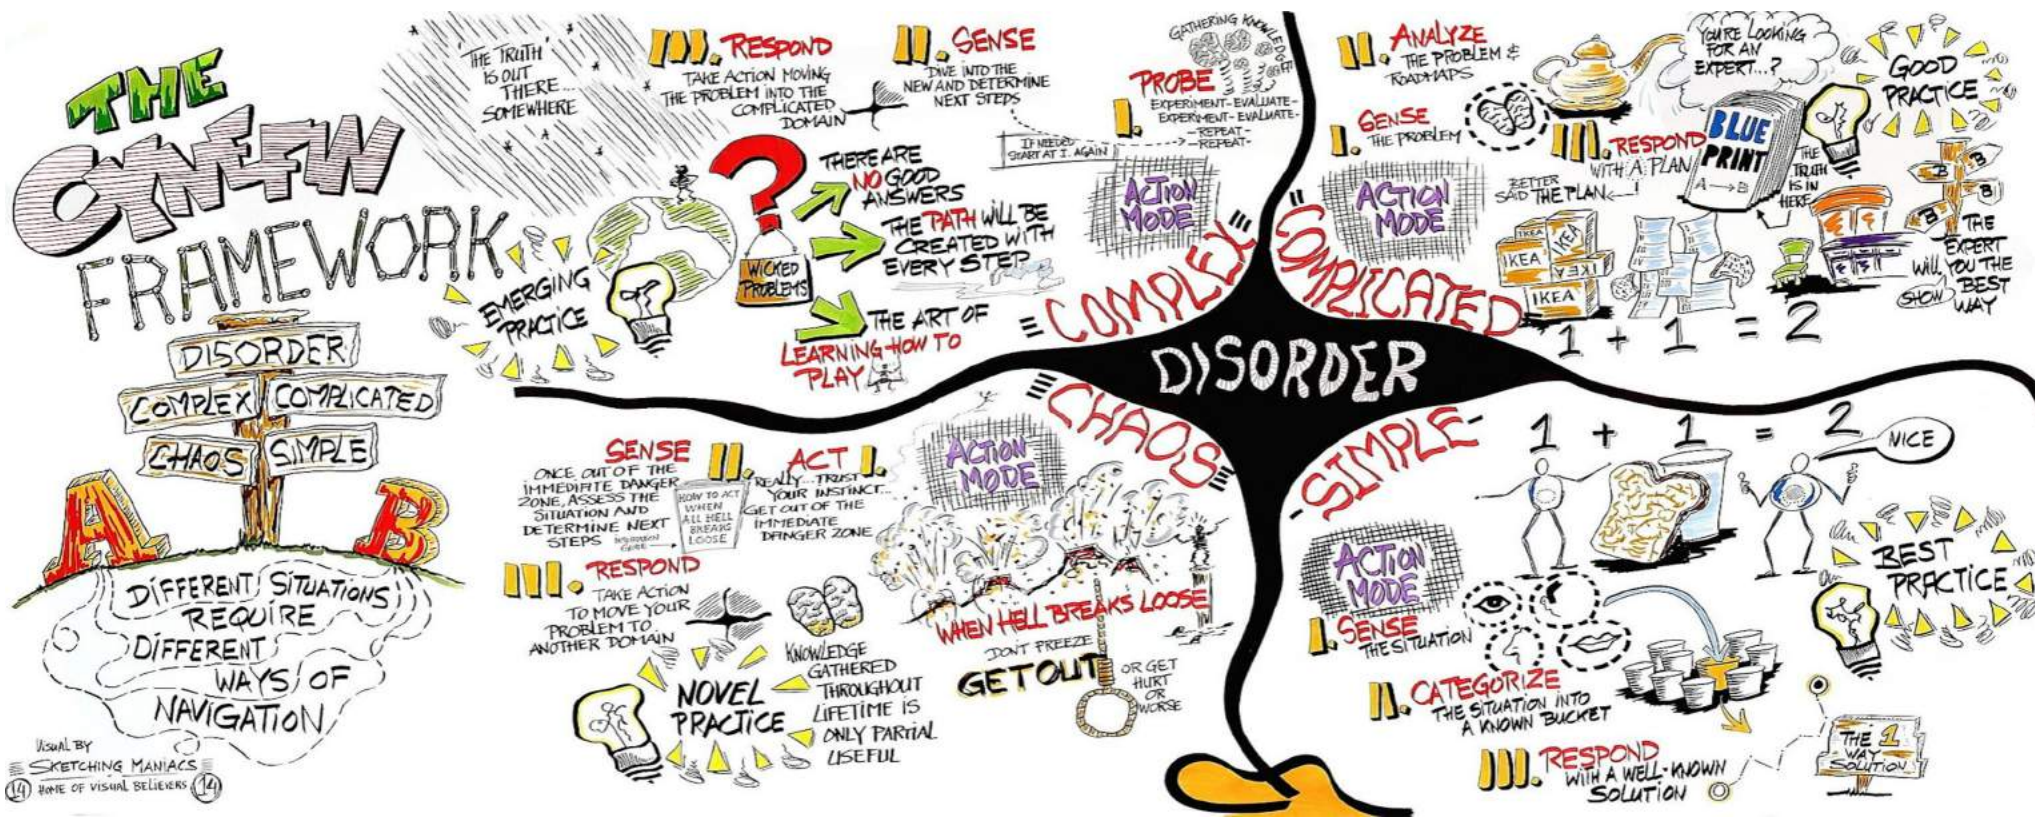 THE
CYNEFIN
FRAMEWORK
DISORDER
COMPLEX
COMPLICATED
CHAOS
SIMPLE
A
B
DIFFERENT SITUATIONS
REQUIRE
DIFFERENT
WAYS OF
NAVIGATION
VISUAL BY
SKETCHING MANIACS
HOME OF VISUAL BELIEVERS
14
14
'THE TRUTH'
IS OUT
THERE...
SOMEWHERE
III. RESPOND
TAKE ACTION MOVING
THE PROBLEM INTO THE
COMPLICATED
DOMAIN
II. SENSE
DIVE INTO THE
NEW AND DETERMINE
NEXT STEPS
GATHERING KNOWLEDGE
PROBE
I.
EXPERIMENT-EVALUATE-
EXPERIMENT-EVALUATE-
-REPEAT-
-REPEAT-
IF NEEDED
START AT I. AGAIN
ACTION
MODE
?
WICKED
PROBLEMS
THERE ARE
NO GOOD
ANSWERS
THE PATH WILL BE
CREATED WITH
EVERY STEP
THE ART OF
LEARNING HOW TO
PLAY
EMERGING
PRACTICE
COMPLEX
II. ANALYZE
THE PROBLEM &
ROADMAPS
I. SENSE
THE PROBLEM
ACTION
MODE
YOU'RE LOOKING
FOR AN
EXPERT...?
III. RESPOND
WITH A PLAN
BETTER
SAID THE PLAN
BLUE
PRINT
A → B
THE
TRUTH
IS IN
HERE
GOOD
PRACTICE
B
B
B
B
THE
EXPERT
WILL YOU THE
SHOW
BEST
WAY
IKEA
IKEA
IKEA
IKEA
IKEA
1 + 1 = 2
COMPLICATED
DISORDER
CHAOS
ACTION
MODE
ACT I.
REALLY...TRUST
YOUR INSTINCT...
GET OUT OF THE
IMMEDIATE
DANGER ZONE
SENSE II.
ONCE OUT OF THE
IMMEDIATE DANGER
ZONE, ASSESS THE
SITUATION AND
DETERMINE NEXT
STEPS
HOW TO ACT
WHEN
ALL HELL
BREAKS
LOOSE
III. RESPOND
TAKE ACTION
TO MOVE YOUR
PROBLEM TO
ANOTHER DOMAIN
NOVEL
PRACTICE
KNOWLEDGE
GATHERED
THROUGHOUT
LIFETIME IS
ONLY PARTIAL
USEFUL
WHEN HELL BREAKS LOOSE
DON'T FREEZE
GET OUT
OR GET
HURT
OR
WORSE
-SIMPLE-
1 + 1 = 2
NICE
ACTION
MODE
I. SENSE
THE SITUATION
II. CATEGORIZE
THE SITUATION INTO
A KNOWN BUCKET
III. RESPOND
WITH A WELL-KNOWN
SOLUTION
BEST
PRACTICE
THE 1
WAY
SOLUTION